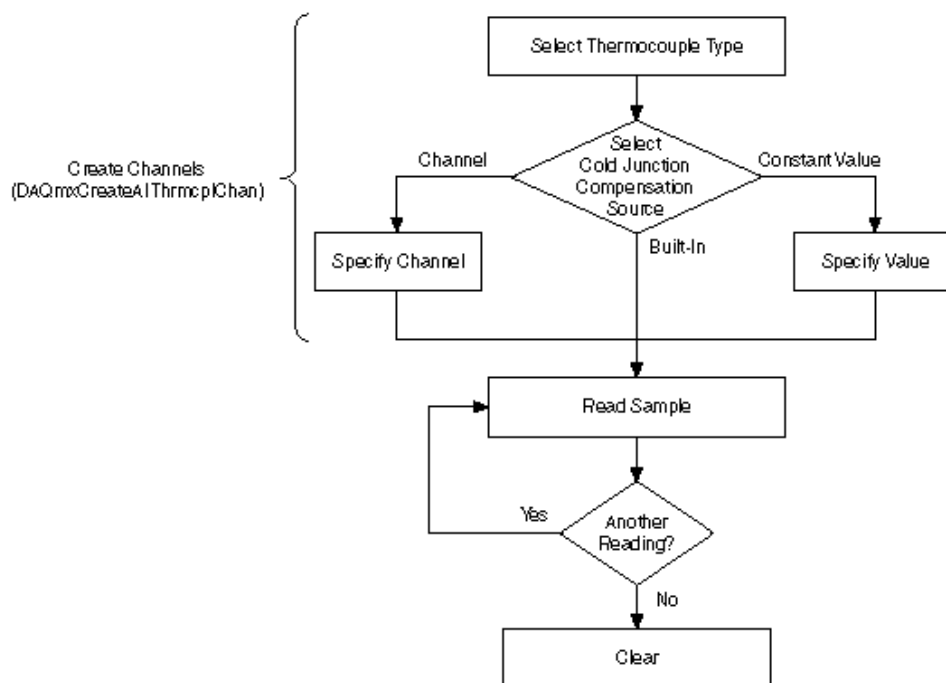 Select Thermocouple Type
Create Channels
(DAQmxCreateAIThrmcplChan)
Channel
Select
Cold Junction
Compensation
Source
Constant Value
Specify Channel
Built-In
Specify Value
Read Sample
Yes
Another
Reading?
No
Clear